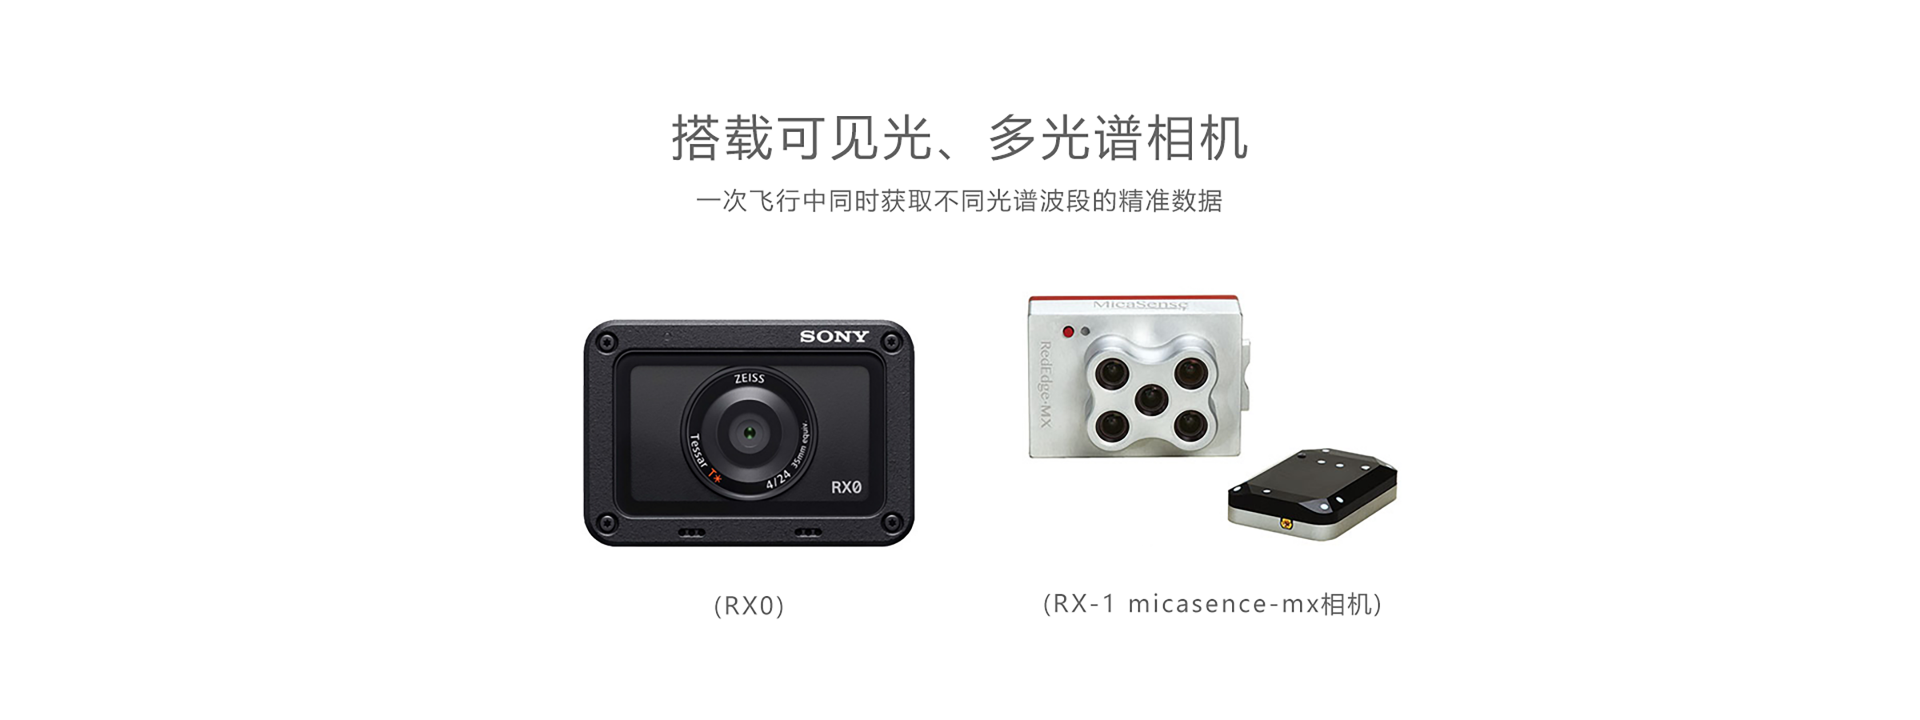 搭载可见光、多光谱相机
一次飞行中同时获取不同光谱波段的精准数据
SONY
ZEISS
Tessar T*
4/24 35mm equiv.
RX0
MicaSense
RedEdge-MX
(RX0)
(RX-1 micasence-mx相机)